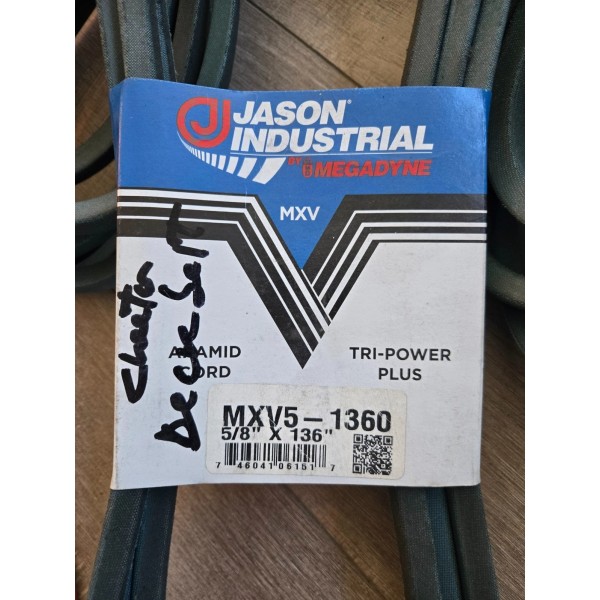 JASON®
INDUSTRIAL
BY MEGADYNE
MXV
Cheetah
Deck Belt
ARAMID
CORD
TRI-POWER
PLUS
MXV5-1360
5/8" X 136"
7 46041 06151 7